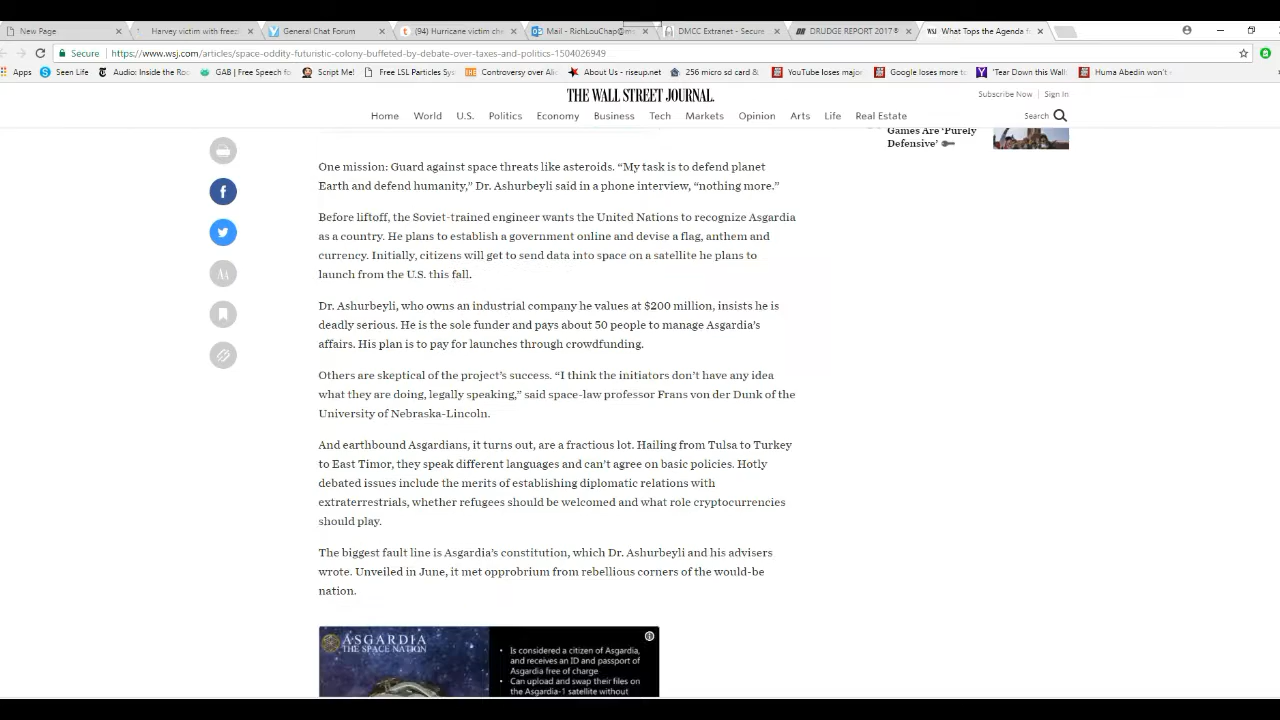 New Page
Harvey victim with freez
General Chat Forum
(94) Hurricane victim che
Mail - RichLouChap@my
DMCC Extranet - Secure
DRUDGE REPORT 2017
WSJ What Tops the Agenda f
Secure https://www.wsj.com/articles/space-oddity-futuristic-colony-buffeted-by-debate-over-taxes-and-politics-1504026949
Apps Seen Life Audio: Inside the Ro GAB | Free Speech fo Script Me! Free LSL Particles Sys Controversy over Alic About Us - riseup.net 256 micro sd card & YouTube loses major Google loses more t 'Tear Down this Wall Huma Abedin won't
THE WALL STREET JOURNAL.
Subscribe Now | Sign In
Home World U.S. Politics Economy Business Tech Markets Opinion Arts Life Real Estate
Search
Games Are 'Purely
Defensive'
One mission: Guard against space threats like asteroids. “My task is to defend planet
Earth and defend humanity,” Dr. Ashurbeyli said in a phone interview, “nothing more.”
Before liftoff, the Soviet-trained engineer wants the United Nations to recognize Asgardia
as a country. He plans to establish a government online and devise a flag, anthem and
currency. Initially, citizens will get to send data into space on a satellite he plans to
launch from the U.S. this fall.
Dr. Ashurbeyli, who owns an industrial company he values at $200 million, insists he is
deadly serious. He is the sole funder and pays about 50 people to manage Asgardia’s
affairs. His plan is to pay for launches through crowdfunding.
Others are skeptical of the project’s success. “I think the initiators don’t have any idea
what they are doing, legally speaking,” said space-law professor Frans von der Dunk of the
University of Nebraska-Lincoln.
And earthbound Asgardians, it turns out, are a fractious lot. Hailing from Tulsa to Turkey
to East Timor, they speak different languages and can’t agree on basic policies. Hotly
debated issues include the merits of establishing diplomatic relations with
extraterrestrials, whether refugees should be welcomed and what role cryptocurrencies
should play.
The biggest fault line is Asgardia’s constitution, which Dr. Ashurbeyli and his advisers
wrote. Unveiled in June, it met opprobrium from rebellious corners of the would-be
nation.
ASGARDIA
THE SPACE NATION
• Is considered a citizen of Asgardia,
and receives an ID and passport of
Asgardia free of charge
• Can upload and swap their files on
the Asgardia-1 satellite without